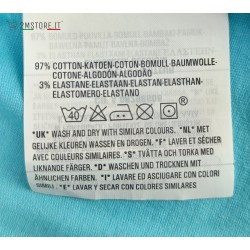 RMSTORE.IT
97% COTTON-KATOEN-COTON-BOMULL-BAUMWOLLE-
COTONE-ALGODÓN-ALGODÃO
3% ELASTANE-ELASTAAN-ELASTAN-ELASTHAN-
ELASTOMERO-ELASTANO
40
*UK* WASH AND DRY WITH SIMILAR COLOURS. *NL* MET
GELIJKE KLEUREN WASSEN EN DROGEN. *F* LAVER ET SÉCHER
AVEC COULEURS SIMILAIRES. *S* TVÄTTA OCH TORKA MED
LIKNANDE FÄRGER. *D* WASCHEN UND TROCKNEN MIT
ÄHNLICHEN FARBEN. *I* LAVARE ED ASCIUGARE CON COLORI
SIMILI. *E* LAVAR Y SECAR CON COLORES SIMILARES.